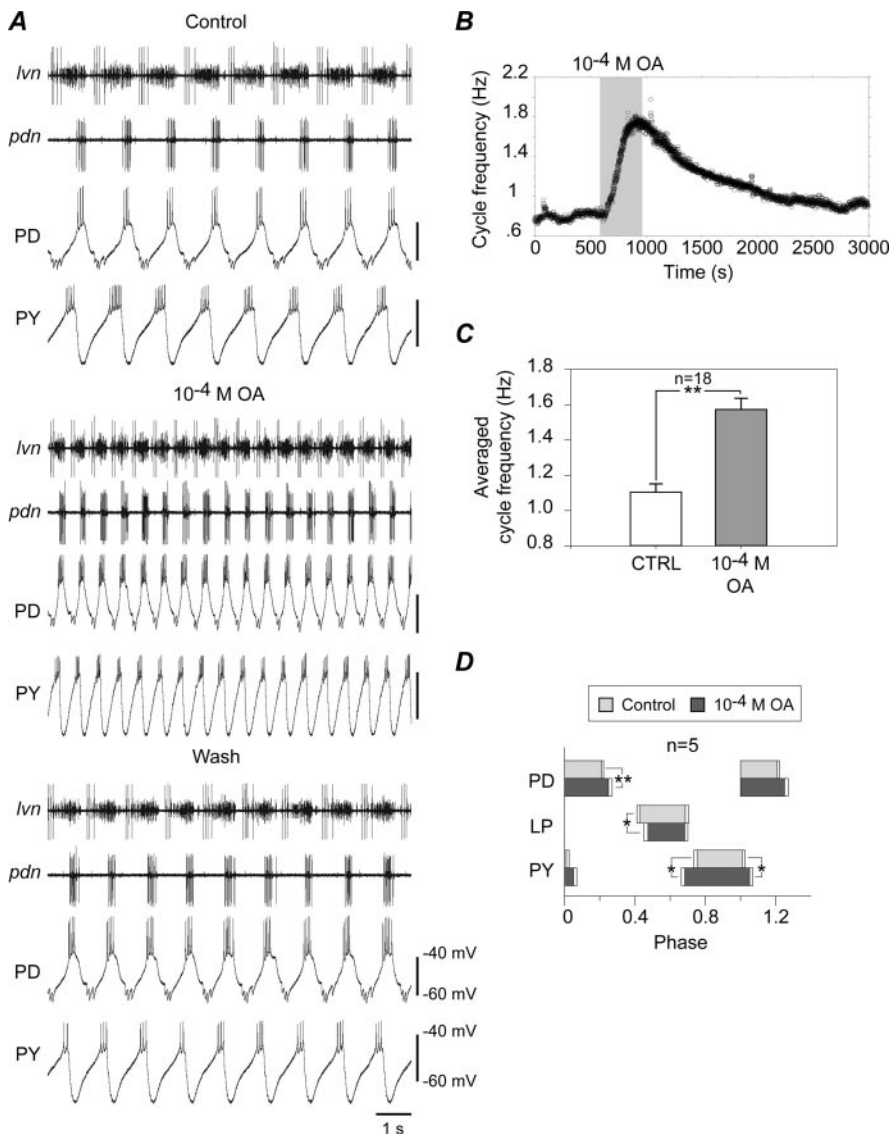 A
Control
lvn
pdn
PD
PY
10-4 M OA
lvn
pdn
PD
PY
Wash
lvn
pdn
PD
-40 mV
-60 mV
PY
-40 mV
-60 mV
1 s
B
10-4 M OA
Cycle frequency (Hz)
2.2
1.8
1.4
1
.6
0 500 1000 1500 2000 2500 3000
Time (s)
C
Averaged
cycle frequency (Hz)
1.8
1.6
1.4
1.2
1.0
0.8
n=18
**
CTRL
10-4 M
OA
D
Control 10-4 M OA
n=5
PD
**
LP
*
PY
* *
0 0.4 0.8 1.2
Phase